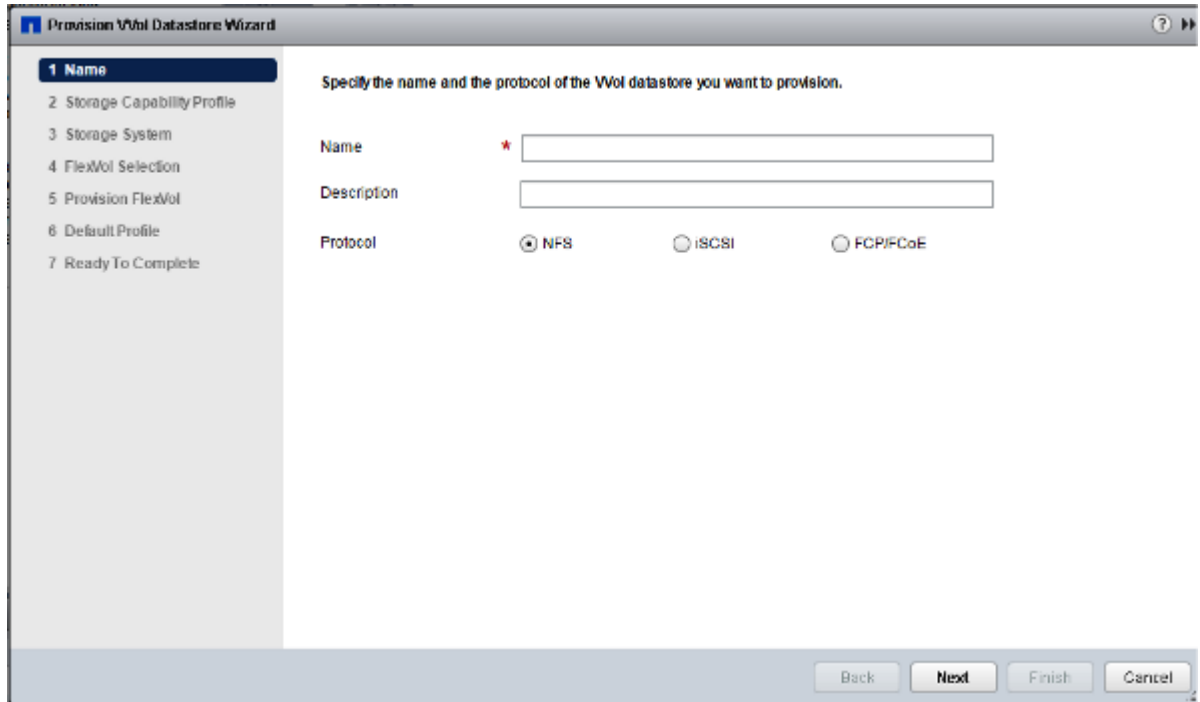 Provision VVol Datastore Wizard
?
1 Name
2 Storage Capability Profile
3 Storage System
4 FlexVol Selection
5 Provision FlexVol
6 Default Profile
7 Ready To Complete
Specify the name and the protocol of the VVol datastore you want to provision.
Name *
Description
Protocol NFS iSCSI FCP/FCoE
Back Next Finish Cancel